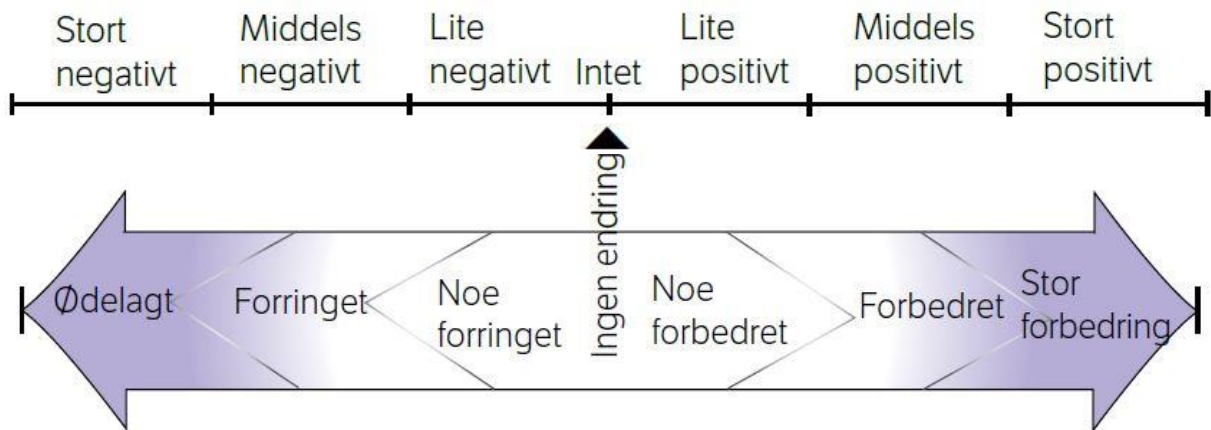 Stort
negativt
Middels
negativt
Lite
negativt
Intet
Lite
positivt
Middels
positivt
Stort
positivt
Ingen endring
Ødelagt
Forringet
Noe
forringet
Noe
forbedret
Forbedret
Stor
forbedring